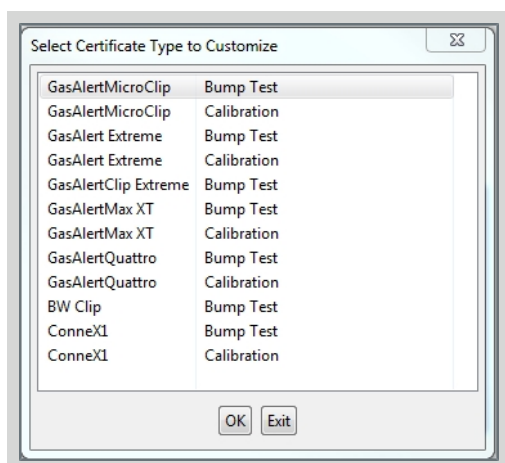 Select Certificate Type to Customize
GasAlertMicroClip Bump Test
GasAlertMicroClip Calibration
GasAlert Extreme Bump Test
GasAlert Extreme Calibration
GasAlertClip Extreme Bump Test
GasAlertMax XT Bump Test
GasAlertMax XT Calibration
GasAlertQuattro Bump Test
GasAlertQuattro Calibration
BW Clip Bump Test
ConneX1 Bump Test
ConneX1 Calibration
OK Exit